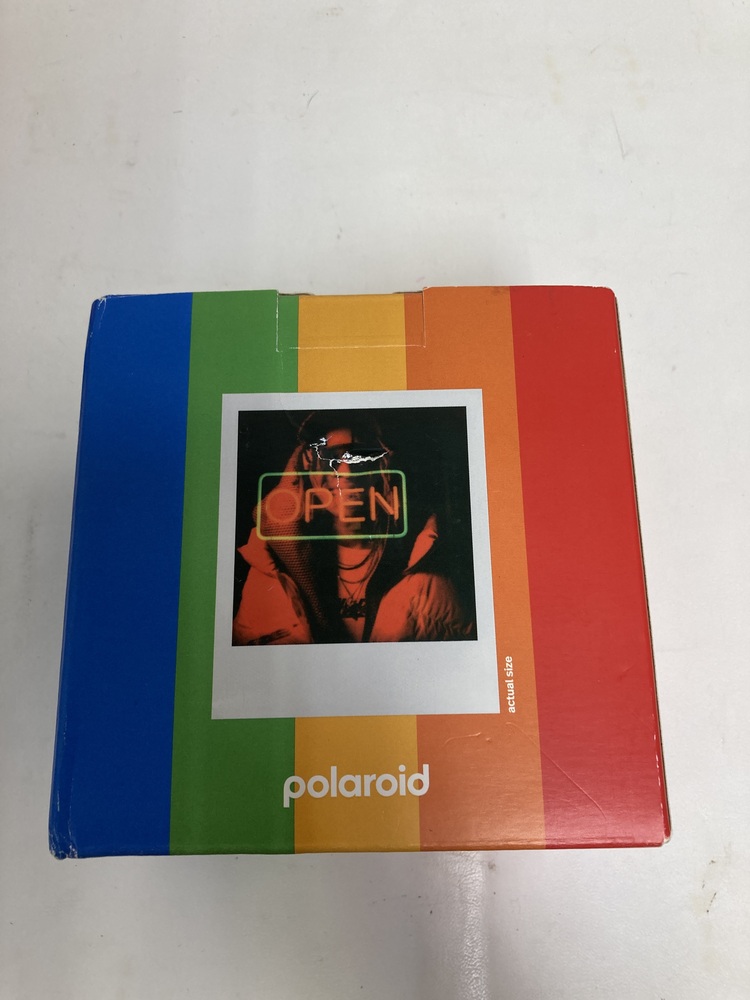 OPEN
actual size
polaroid